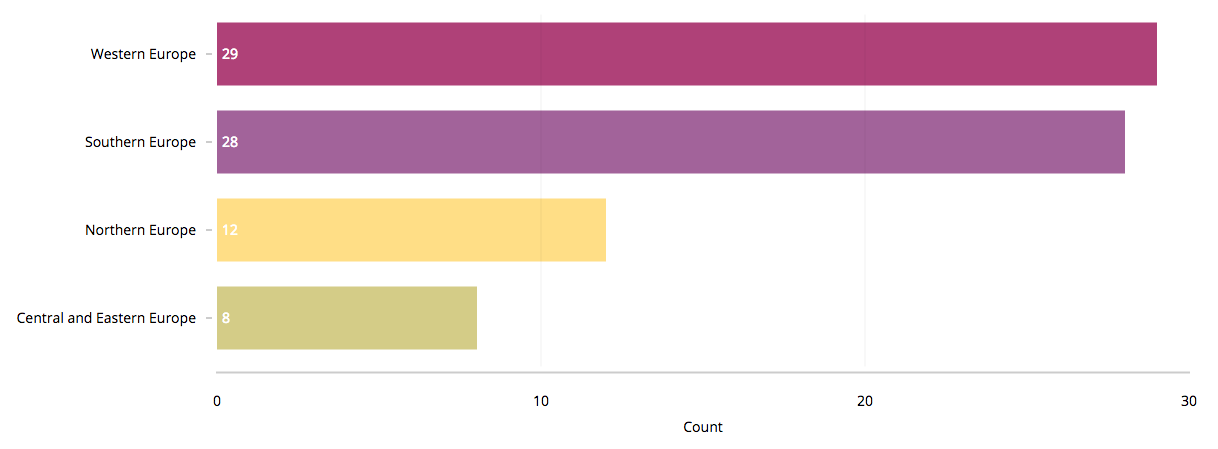 Western Europe 29
Southern Europe 28
Northern Europe 12
Central and Eastern Europe 8
0 10 20 30
Count